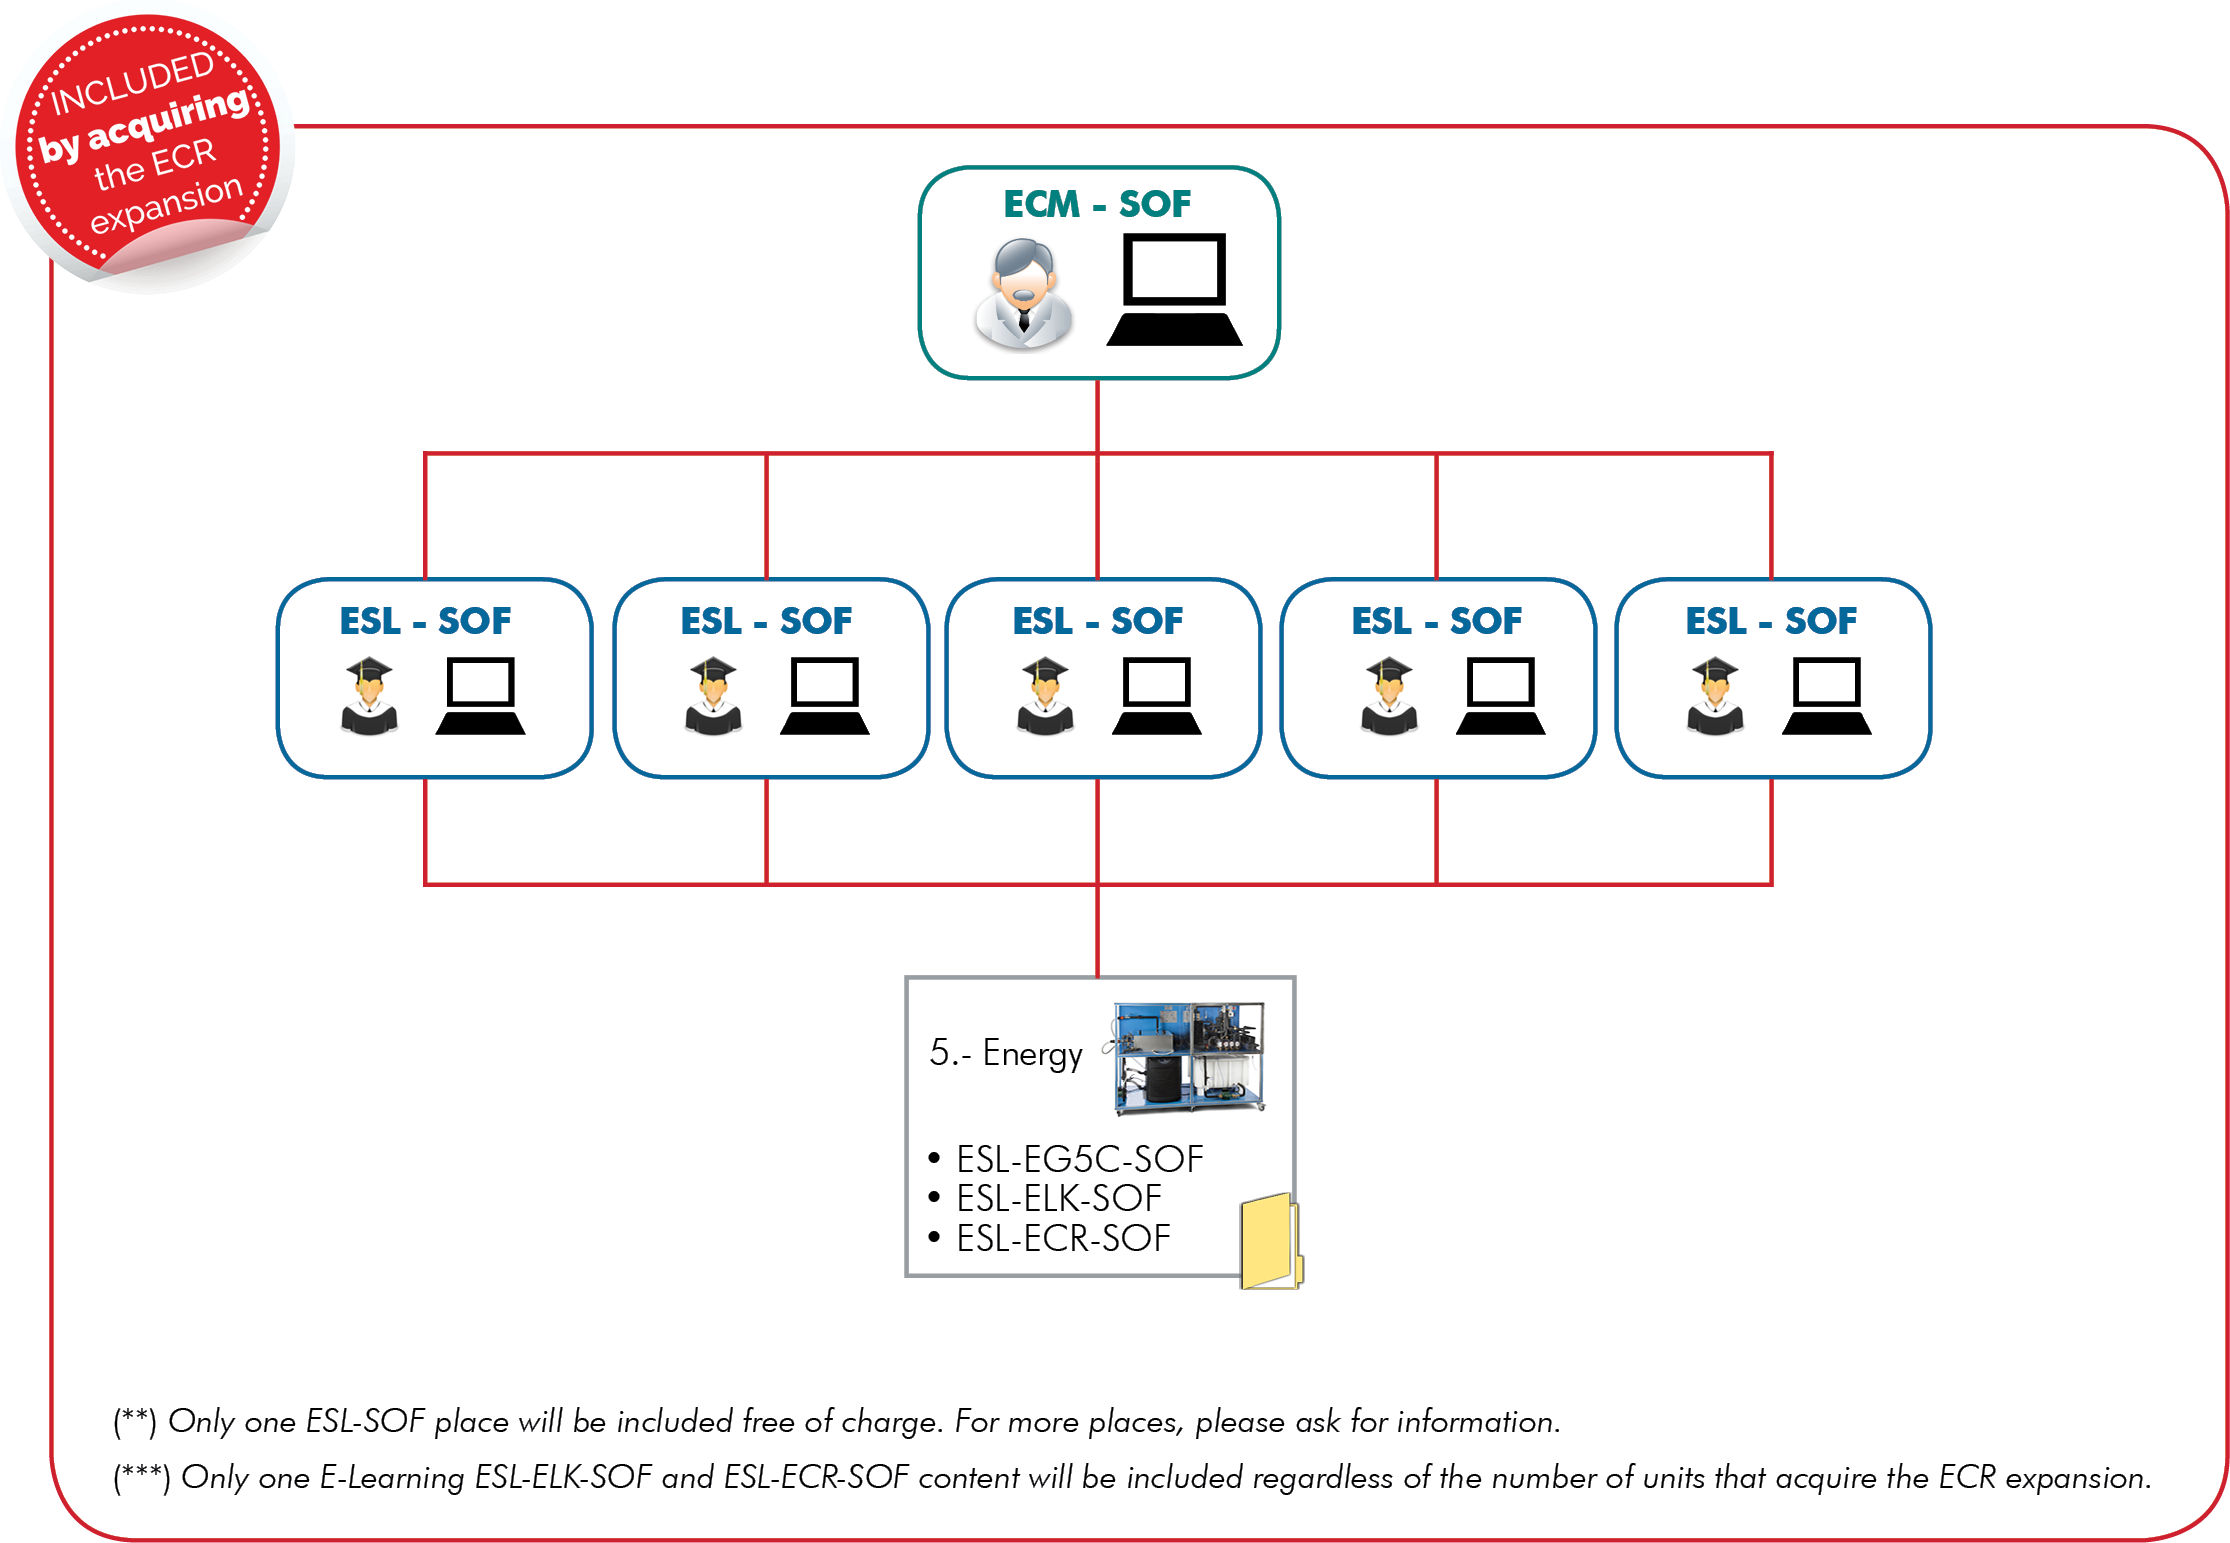 INCLUDED
by acquiring
the ECR
expansion
ECM - SOF
ESL - SOF
ESL - SOF
ESL - SOF
ESL - SOF
ESL - SOF
5.- Energy
• ESL-EG5C-SOF
• ESL-ELK-SOF
• ESL-ECR-SOF
(**) Only one ESL-SOF place will be included free of charge. For more places, please ask for information.
(***) Only one E-Learning ESL-ELK-SOF and ESL-ECR-SOF content will be included regardless of the number of units that acquire the ECR expansion.